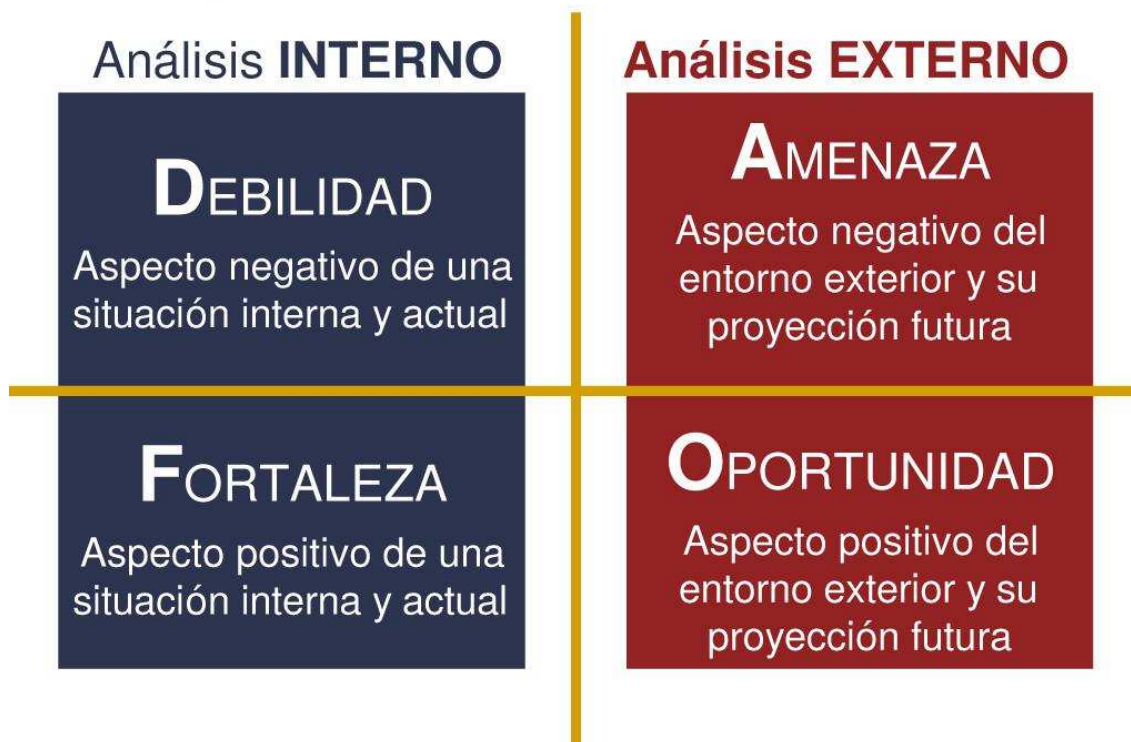 Análisis INTERNO
DEBILIDAD
Aspecto negativo de una
situación interna y actual
FORTALEZA
Aspecto positivo de una
situación interna y actual
Análisis EXTERNO
AMENAZA
Aspecto negativo del
entorno exterior y su
proyección futura
OPORTUNIDAD
Aspecto positivo del
entorno exterior y su
proyección futura